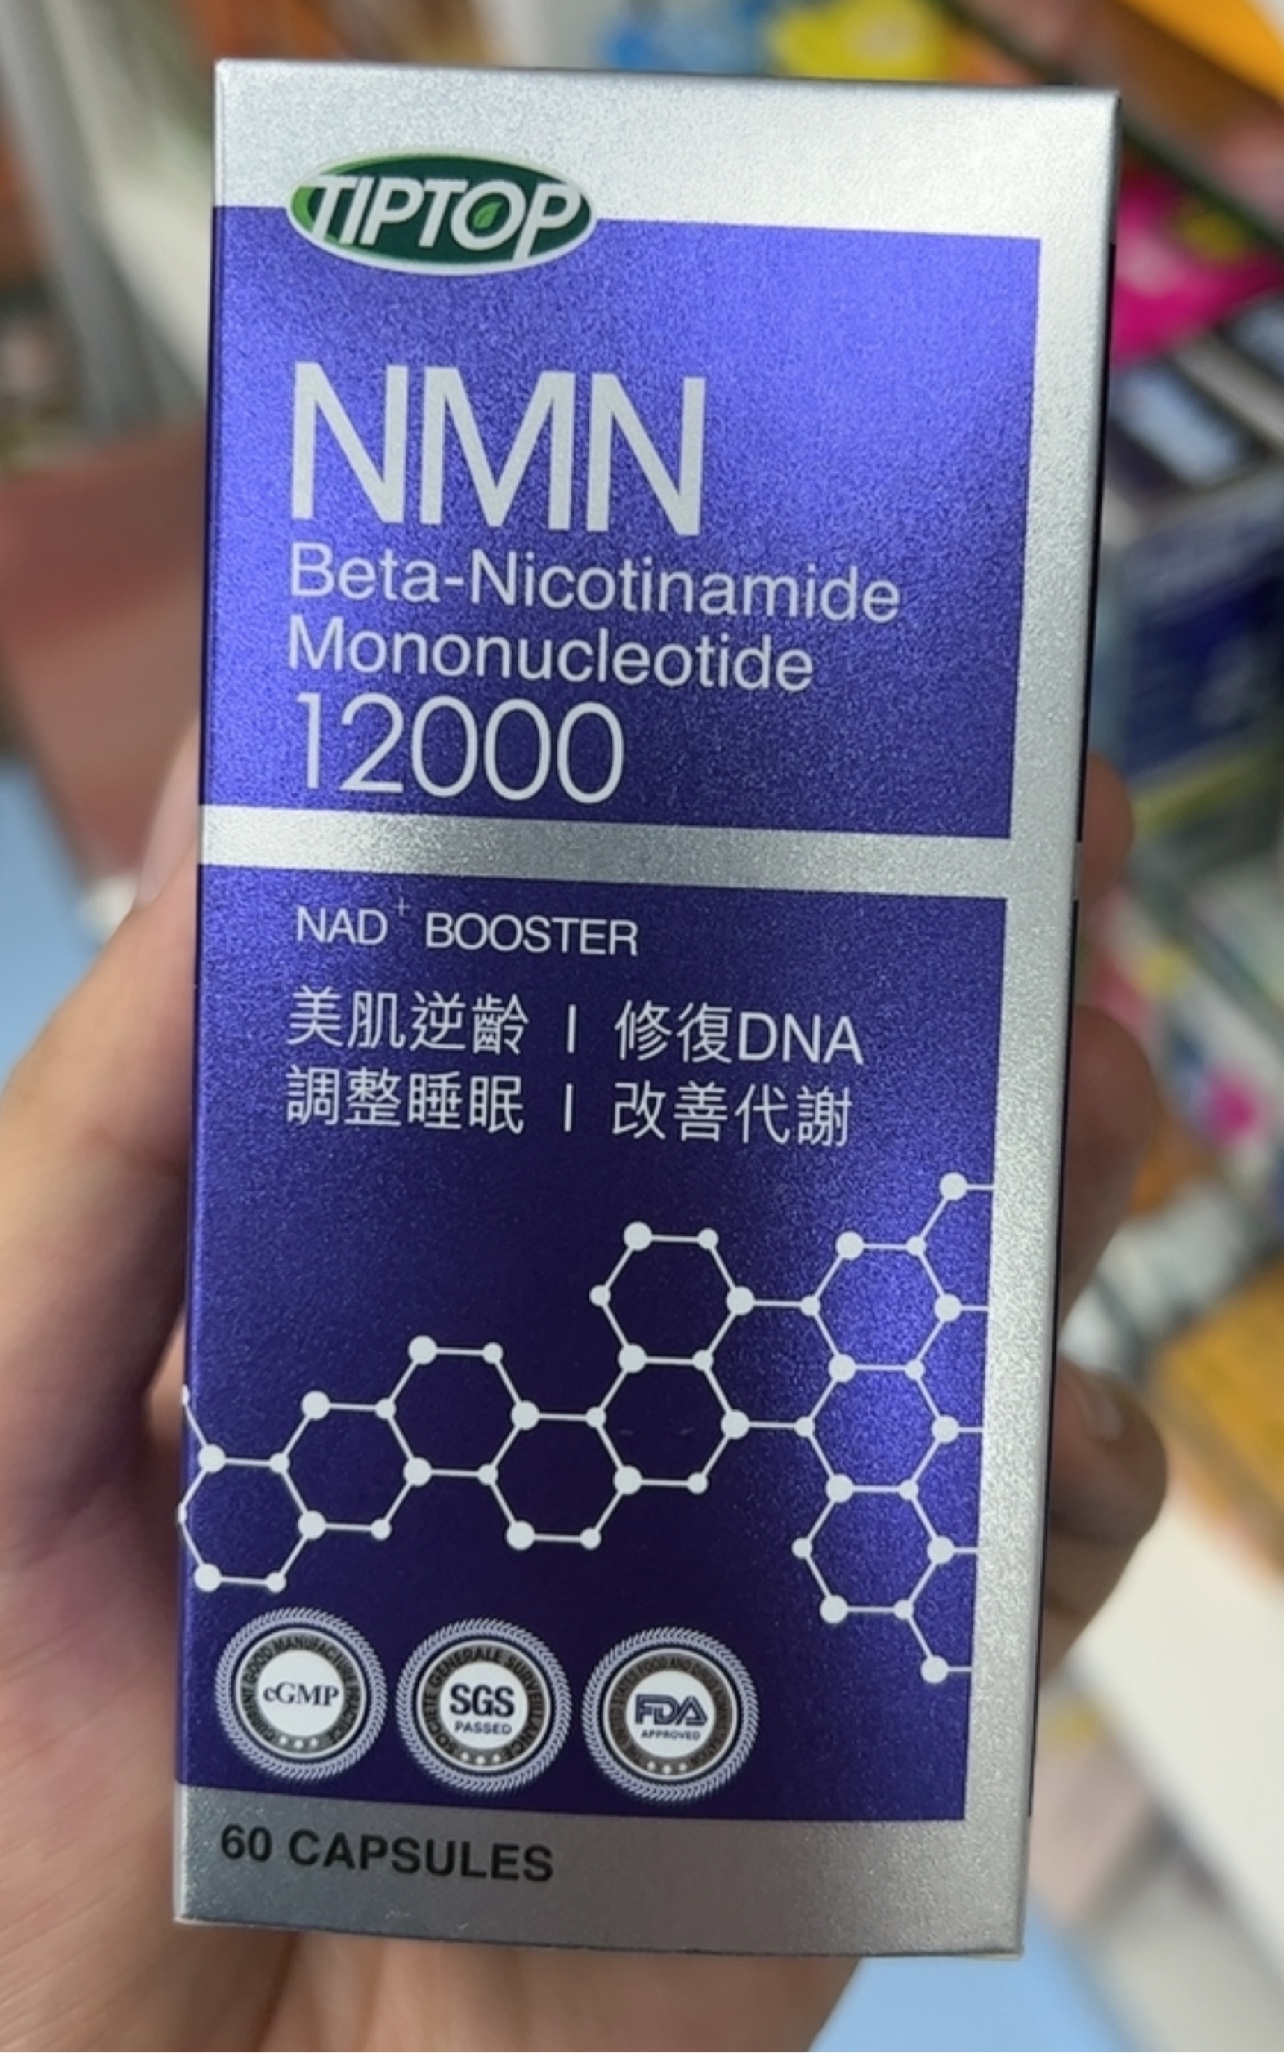 TIPTOP
NMN
Beta-Nicotinamide
Mononucleotide
12000
NAD⁺ BOOSTER
美肌逆齡 | 修復DNA
調整睡眠 | 改善代謝
cGMP
SGS
PASSED
FDA
APPROVED
60 CAPSULES